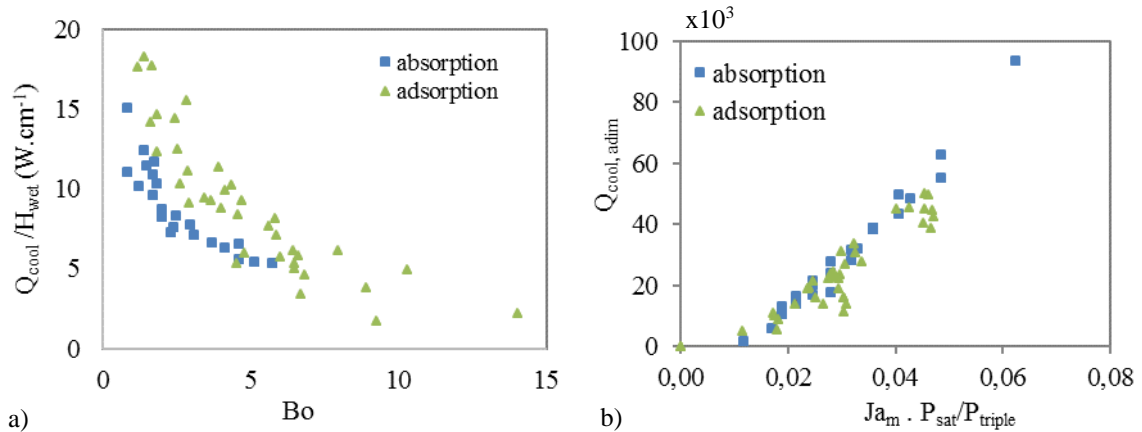 20
15
10
5
0
Q_cool /H_wet (W.cm⁻¹)
absorption
adsorption
0 5 10 15
Bo
a)
x10³
100
80
60
40
20
0
Q_cool, adim
absorption
adsorption
0,00 0,02 0,04 0,06 0,08
Ja_m . P_sat/P_triple
b)